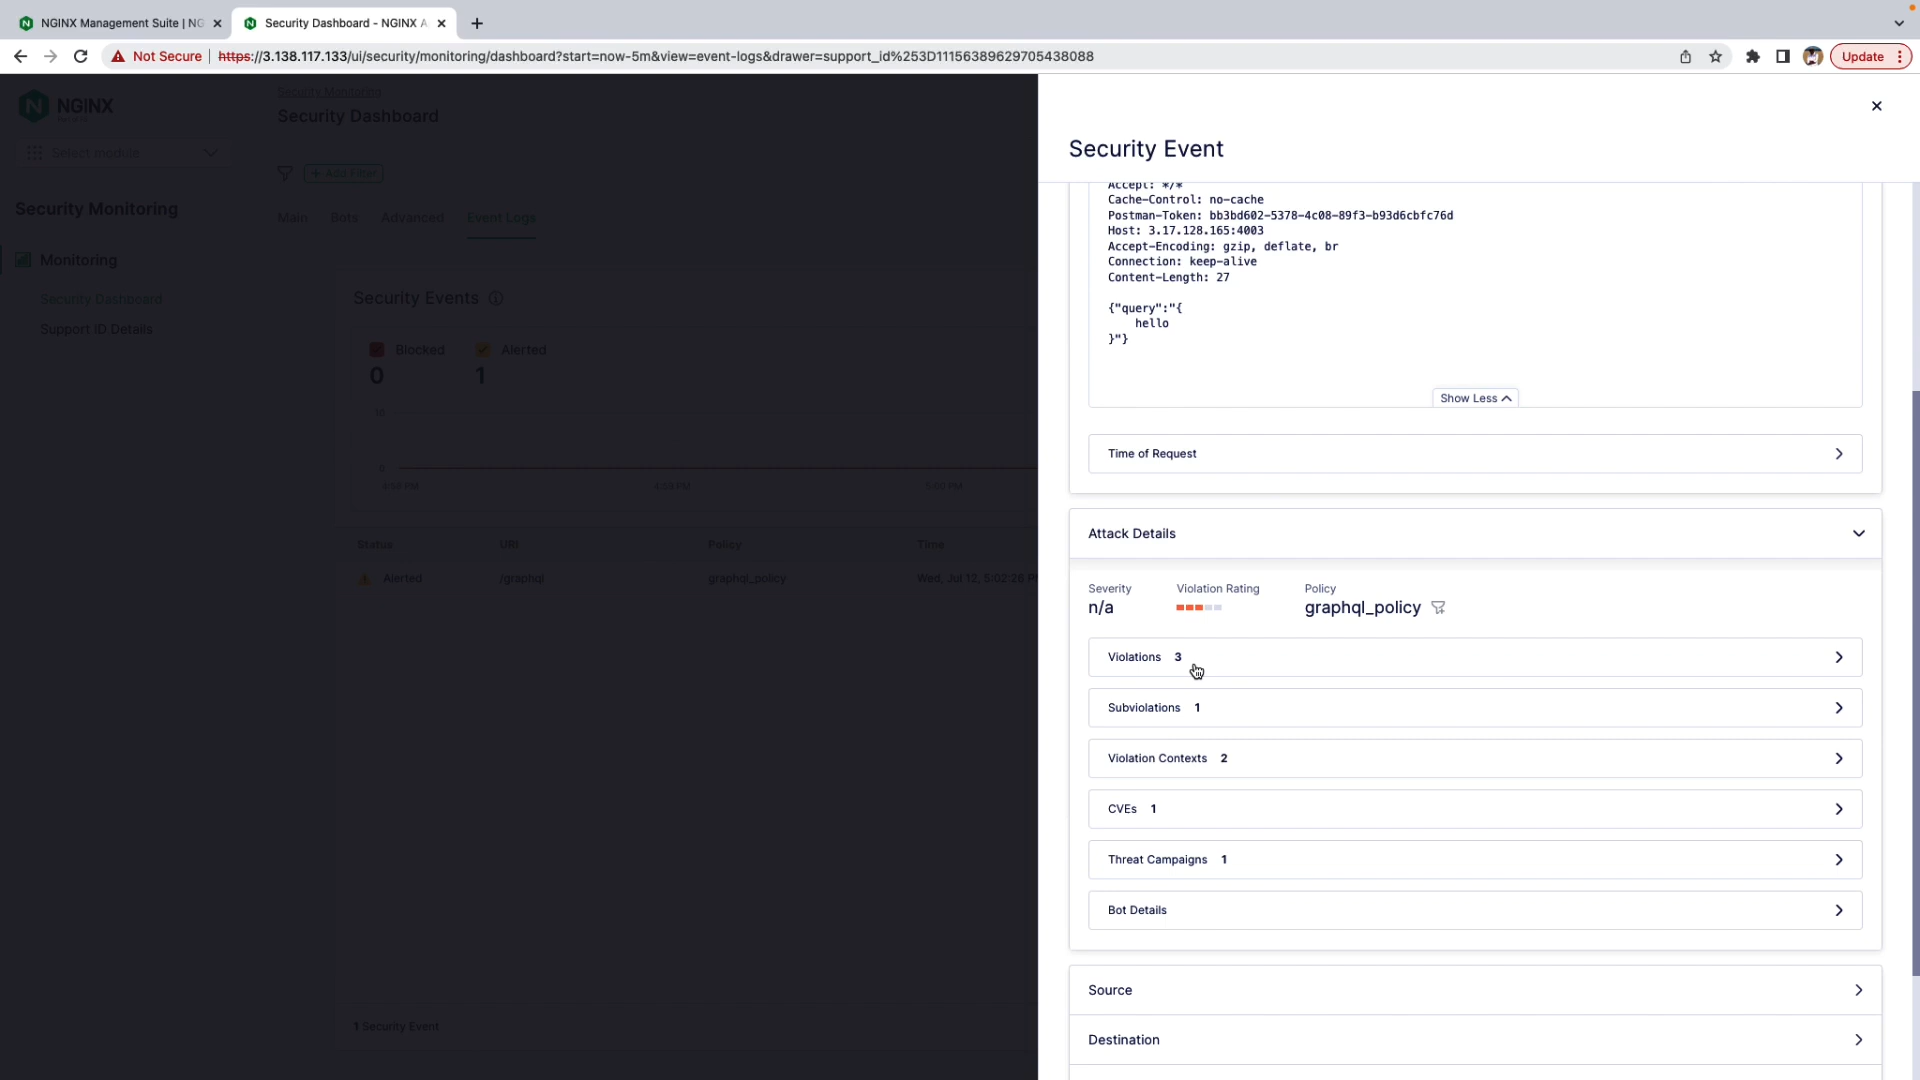 NGINX Management Suite | NG
Security Dashboard - NGINX A
Not Secure
https://3.138.117.133/ui/security/monitoring/dashboard?start=now-5m&view=event-logs&drawer=support_id%253D11156389629705438088
Update
NGINX
Select module
Security Monitoring
Monitoring
Security Dashboard
Support ID Details
Security Monitoring
Security Dashboard
+ Add Filter
Main Bots Advanced Event Logs
Security Events
Blocked Alerted
0 1
0
4:58 PM 4:59 PM 5:00 PM
Status URI Policy Time
Alerted /graphql graphql_policy Wed, Jul 12, 5:02:26 P
1 Security Event
Security Event
Accept: */*
Cache-Control: no-cache
Postman-Token: bb3bd602-5378-4c08-89f3-b93d6cbfc76d
Host: 3.17.128.165:4003
Accept-Encoding: gzip, deflate, br
Connection: keep-alive
Content-Length: 27
{"query":"{
hello
}"}
Show Less
Time of Request
Attack Details
Severity Violation Rating Policy
n/a graphql_policy
Violations 3
Subviolations 1
Violation Contexts 2
CVEs 1
Threat Campaigns 1
Bot Details
Source
Destination